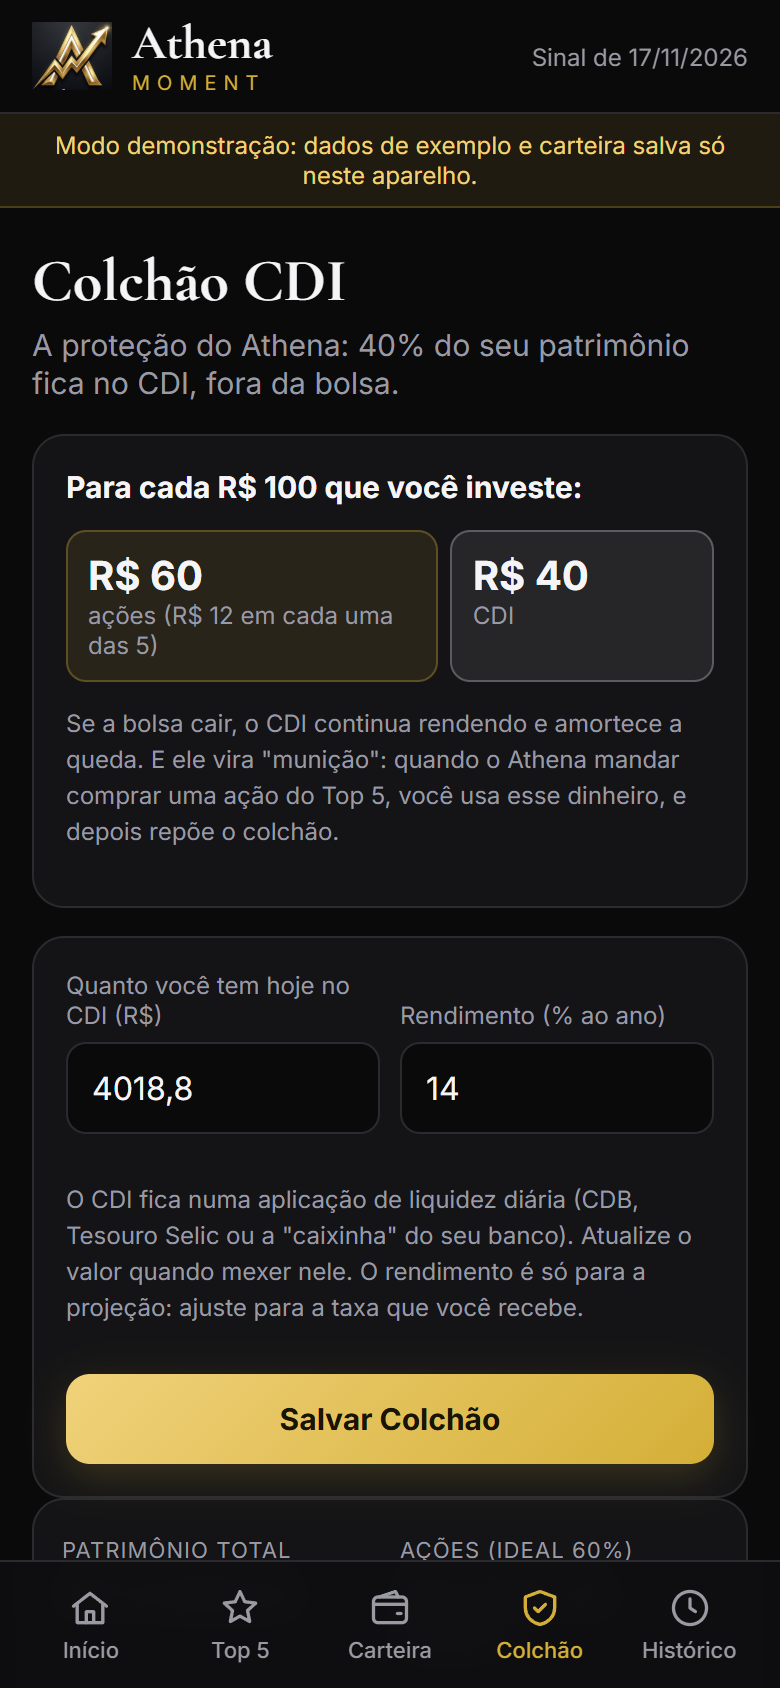 Athena
MOMENT
Sinal de 17/11/2026
Modo demonstração: dados de exemplo e carteira salva só
neste aparelho.
Colchão CDI
A proteção do Athena: 40% do seu patrimônio
fica no CDI, fora da bolsa.
Para cada R$ 100 que você investe:
R$ 60
ações (R$ 12 em cada uma
das 5)
R$ 40
CDI
Se a bolsa cair, o CDI continua rendendo e amortece a
queda. E ele vira "munição": quando o Athena mandar
comprar uma ação do Top 5, você usa esse dinheiro, e
depois repõe o colchão.
Quanto você tem hoje no
CDI (R$)
4018,8
Rendimento (% ao ano)
14
O CDI fica numa aplicação de liquidez diária (CDB,
Tesouro Selic ou a "caixinha" do seu banco). Atualize o
valor quando mexer nele. O rendimento é só para a
projeção: ajuste para a taxa que você recebe.
Salvar Colchão
PATRIMÔNIO TOTAL
AÇÕES (IDEAL 60%)
Início
Top 5
Carteira
Colchão
Histórico